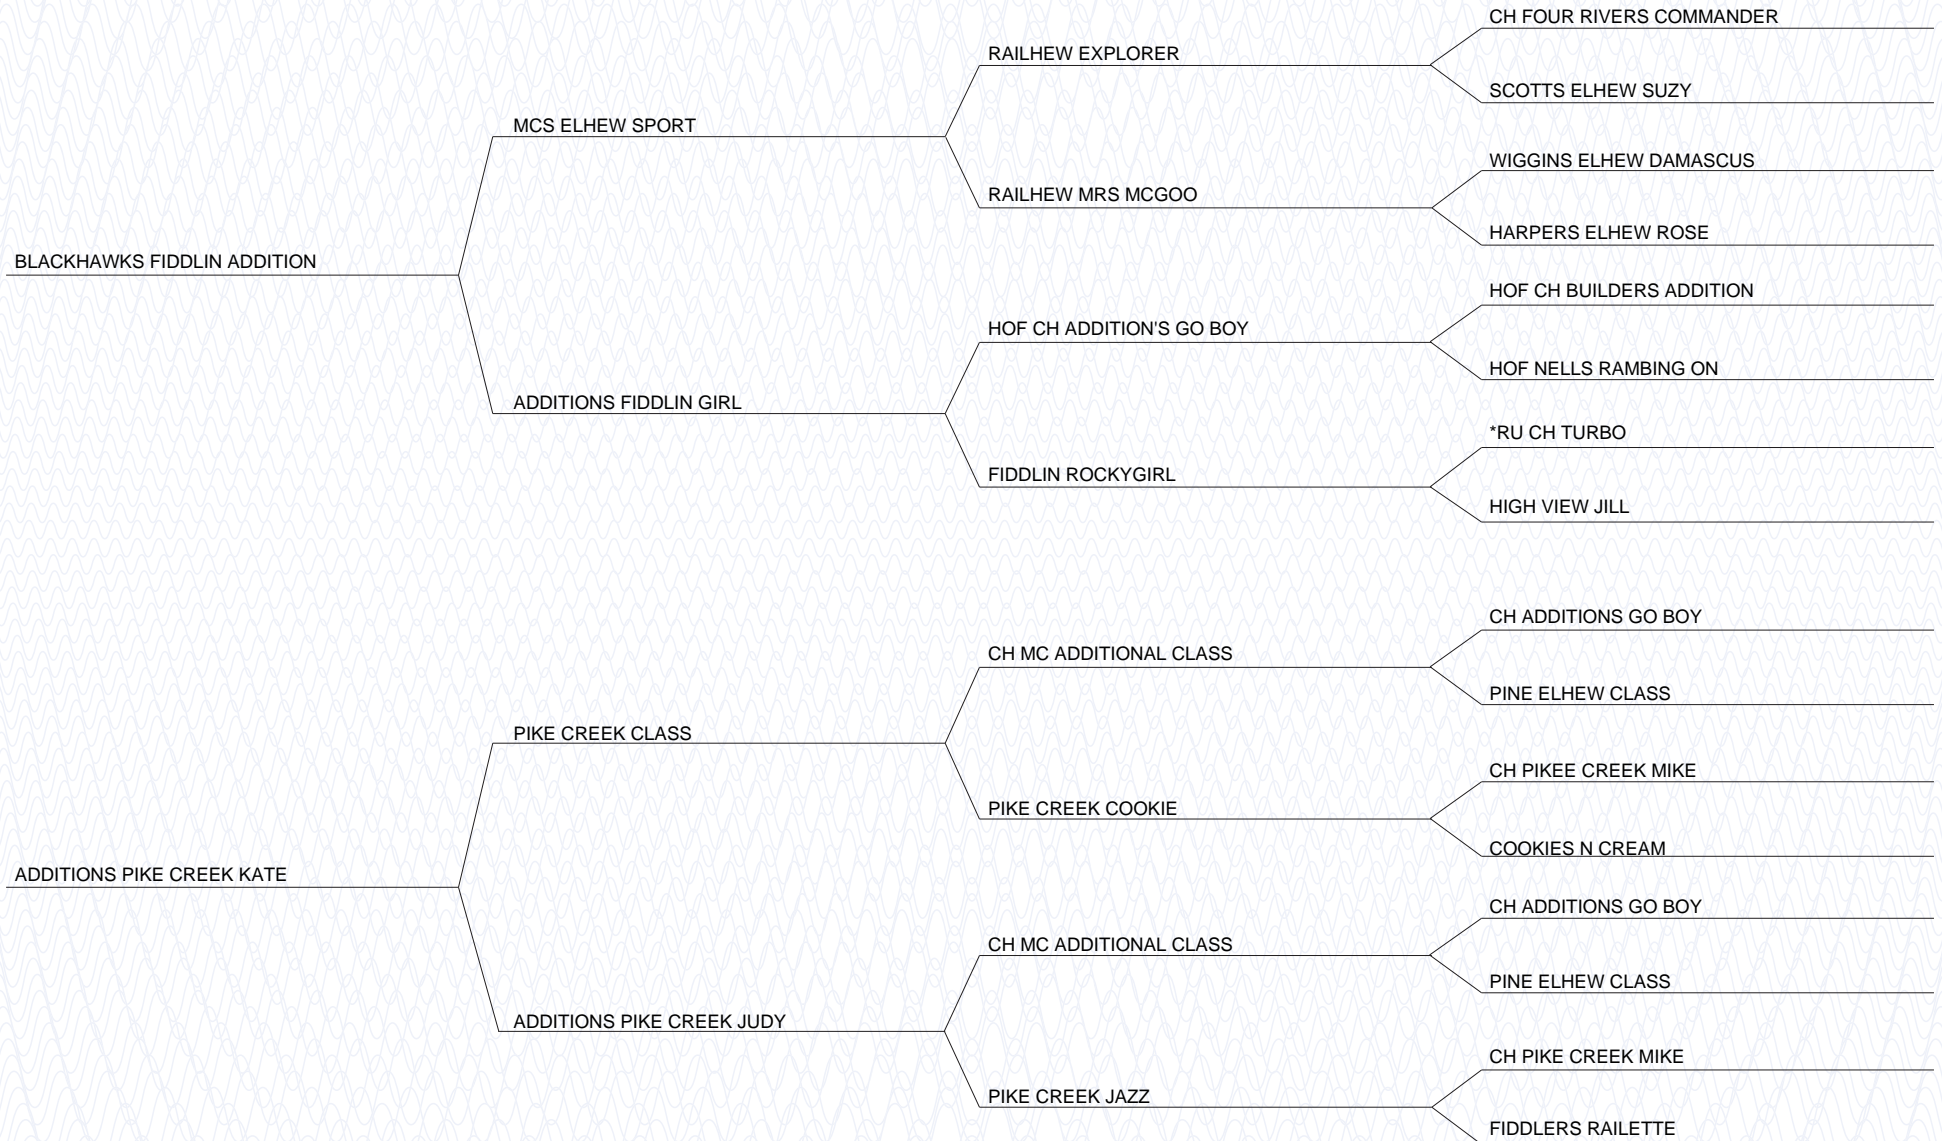 CH FOUR RIVERS COMMANDER
RAILHEW EXPLORER
SCOTTS ELHEW SUZY
MCS ELHEW SPORT
WIGGINS ELHEW DAMASCUS
RAILHEW MRS MCGOO
HARPERS ELHEW ROSE
BLACKHAWKS FIDDLIN ADDITION
HOF CH BUILDERS ADDITION
HOF CH ADDITION'S GO BOY
HOF NELLS RAMBING ON
ADDITIONS FIDDLIN GIRL
*RU CH TURBO
FIDDLIN ROCKYGIRL
HIGH VIEW JILL
CH ADDITIONS GO BOY
CH MC ADDITIONAL CLASS
PINE ELHEW CLASS
PIKE CREEK CLASS
CH PIKEE CREEK MIKE
PIKE CREEK COOKIE
COOKIES N CREAM
ADDITIONS PIKE CREEK KATE
CH ADDITIONS GO BOY
CH MC ADDITIONAL CLASS
PINE ELHEW CLASS
ADDITIONS PIKE CREEK JUDY
CH PIKE CREEK MIKE
PIKE CREEK JAZZ
FIDDLERS RAILETTE